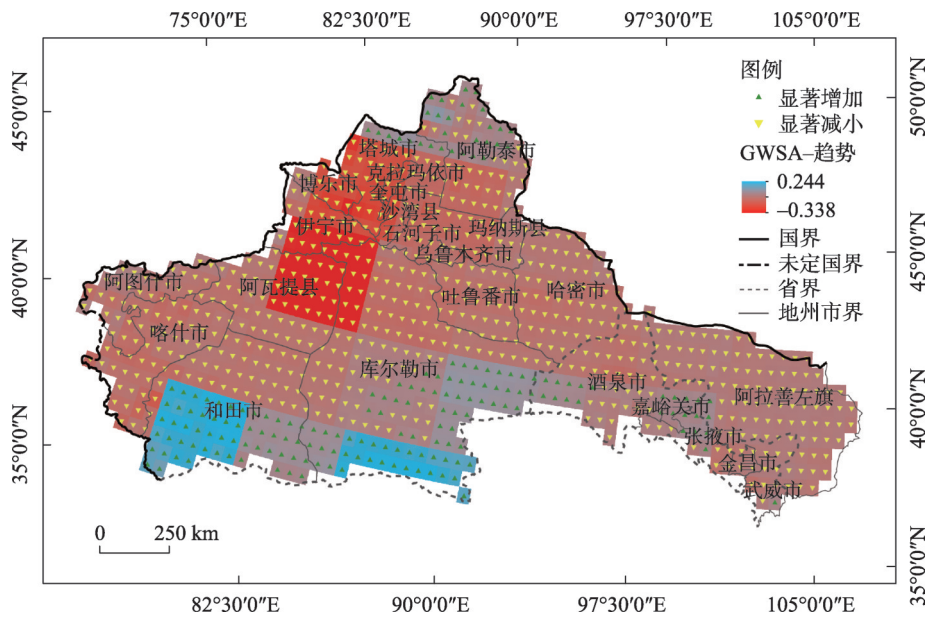 75°0′0″E 82°30′0″E 90°0′0″E 97°30′0″E 105°0′0″E
45°0′0″N
40°0′0″N
35°0′0″N
50°0′0″N
45°0′0″N
40°0′0″N
35°0′0″N
图例
显著增加
显著减小
GWSA–趋势
0.244
–0.338
国界
未定国界
省界
地州市界
塔城市
阿勒泰市
克拉玛依市
博乐市
奎屯市
沙湾县
伊宁市
石河子市
玛纳斯县
乌鲁木齐市
阿图什市
阿瓦提县
吐鲁番市
哈密市
喀什市
库尔勒市
酒泉市
和田市
嘉峪关市
阿拉善左旗
张掖市
金昌市
武威市
0 250 km
82°30′0″E 90°0′0″E 97°30′0″E 105°0′0″E